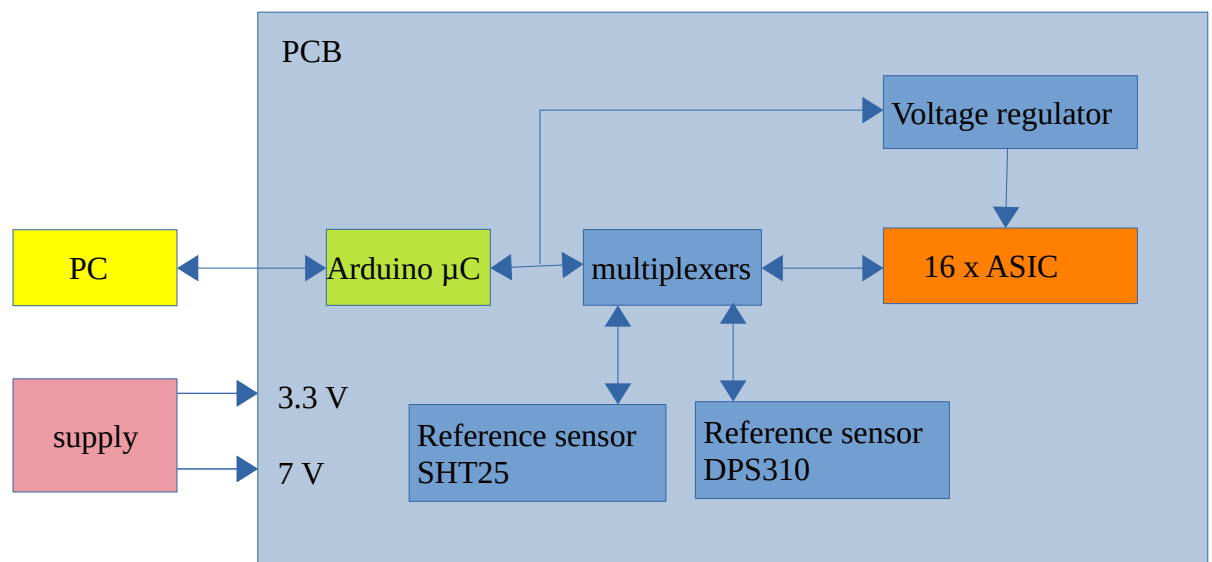 PCB
Voltage regulator
PC
Arduino µC
multiplexers
16 x ASIC
3.3 V
supply
7 V
Reference sensor
SHT25
Reference sensor
DPS310